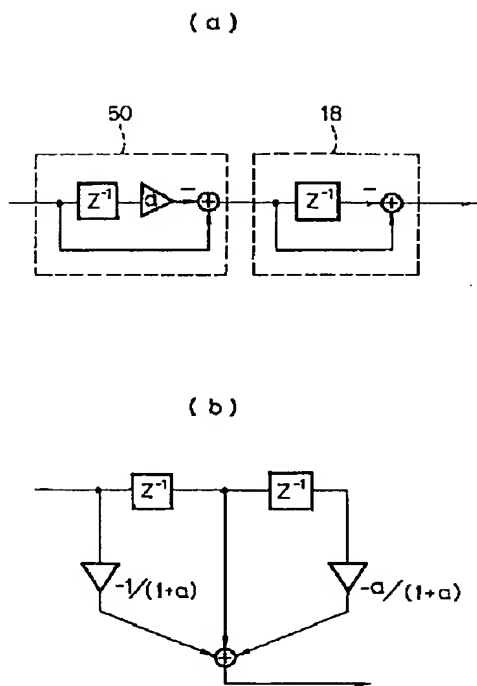 (a)
50
18
Z⁻¹
a
−
+
Z⁻¹
−
+
(b)
Z⁻¹
Z⁻¹
-1/(1+a)
-a/(1+a)
+